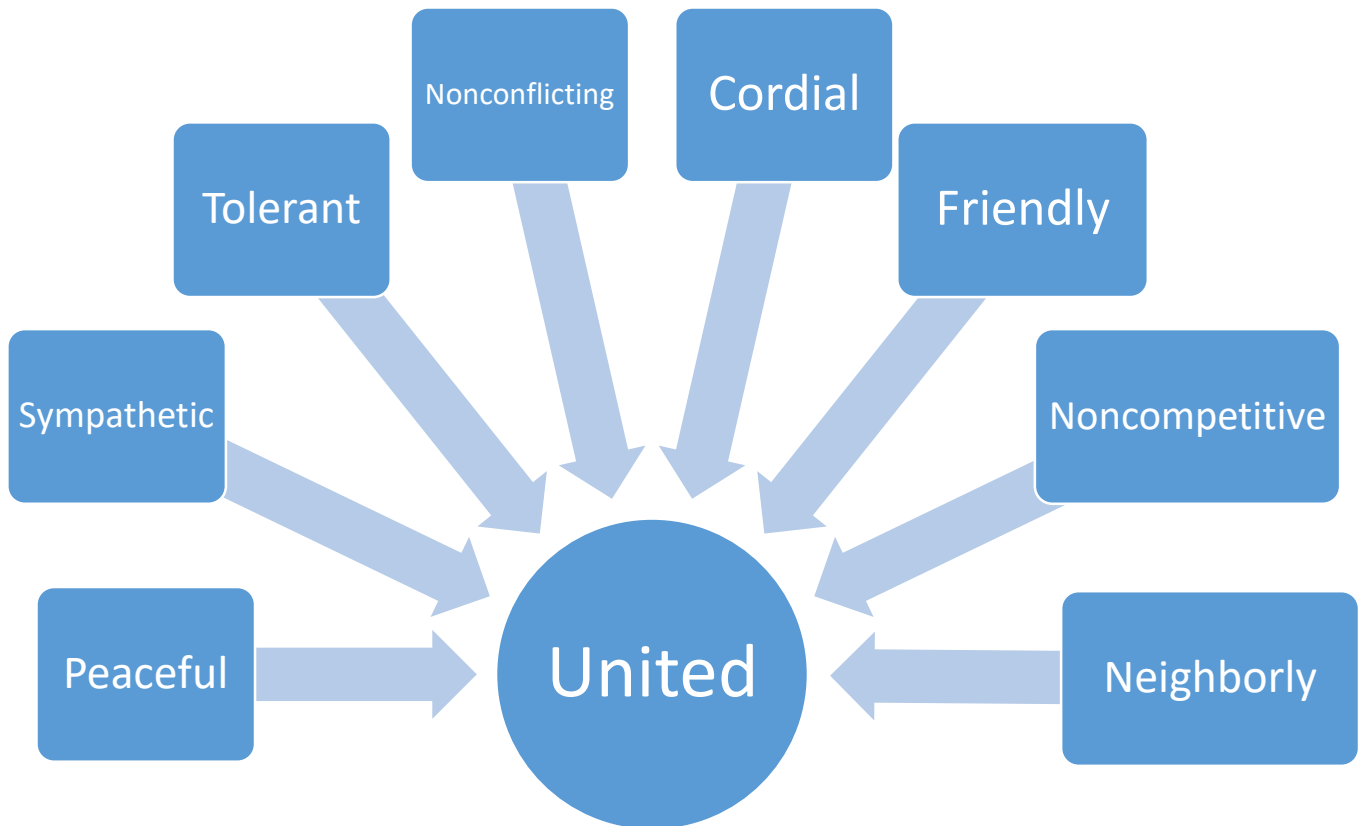 Nonconflicting
Cordial
Tolerant
Friendly
Sympathetic
Noncompetitive
Peaceful
United
Neighborly